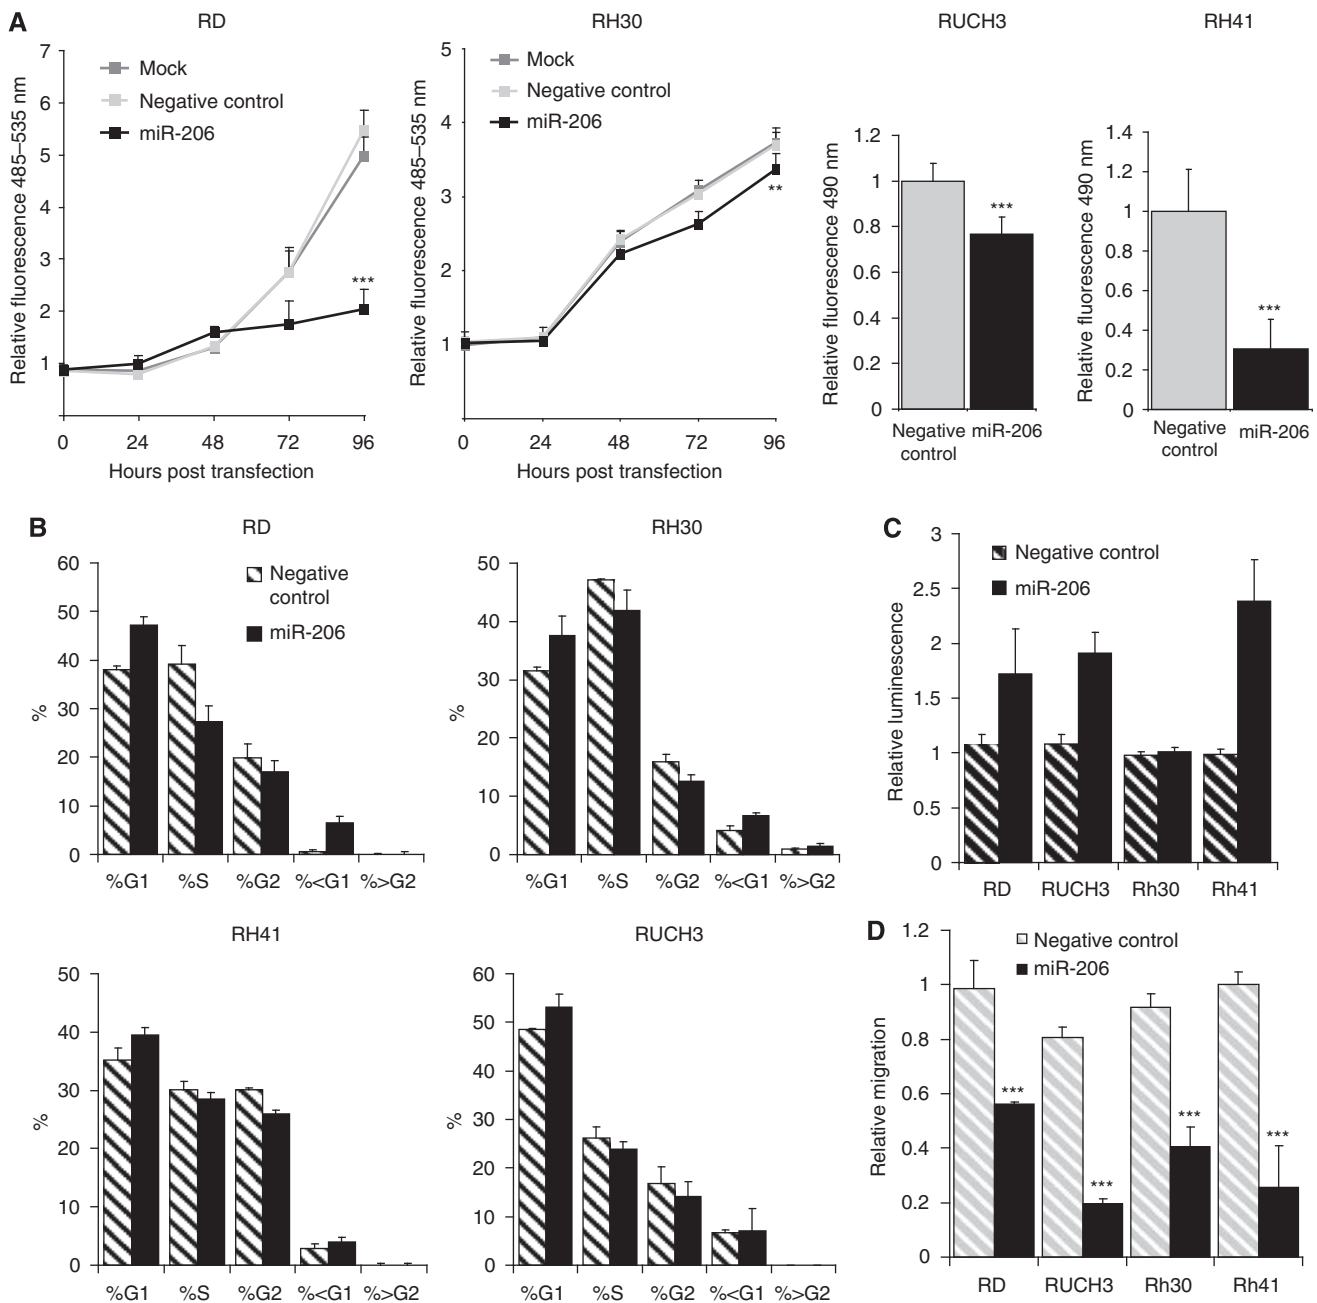 A
RD
7
6
5
4
3
2
1
Relative fluorescence 485–535 nm
Mock
Negative control
miR-206
***
0 24 48 72 96
Hours post transfection
RH30
5
4
3
2
1
Relative fluorescence 485–535 nm
Mock
Negative control
miR-206
**
0 24 48 72 96
Hours post transfection
RUCH3
1.2
1
0.8
0.6
0.4
0.2
0
Relative fluorescence 490 nm
***
Negative miR-206
control
RH41
1.4
1.2
1
0.8
0.6
0.4
0.2
0
Relative fluorescence 490 nm
***
Negative miR-206
control
B
RD
60
50
40
30
20
10
0
%
Negative
control
miR-206
%G1 %S %G2 %<G1 %>G2
RH30
50
40
30
20
10
0
%
%G1 %S %G2 %<G1 %>G2
RH41
50
40
30
20
10
0
%
%G1 %S %G2 %<G1 %>G2
RUCH3
60
50
40
30
20
10
0
%
%G1 %S %G2 %<G1 %>G2
C
3
2.5
2
1.5
1
0.5
0
Relative luminescence
Negative control
miR-206
RD RUCH3 Rh30 Rh41
D
1.2
1
0.8
0.6
0.4
0.2
0
Relative migration
Negative control
miR-206
***
***
***
***
RD RUCH3 Rh30 Rh41